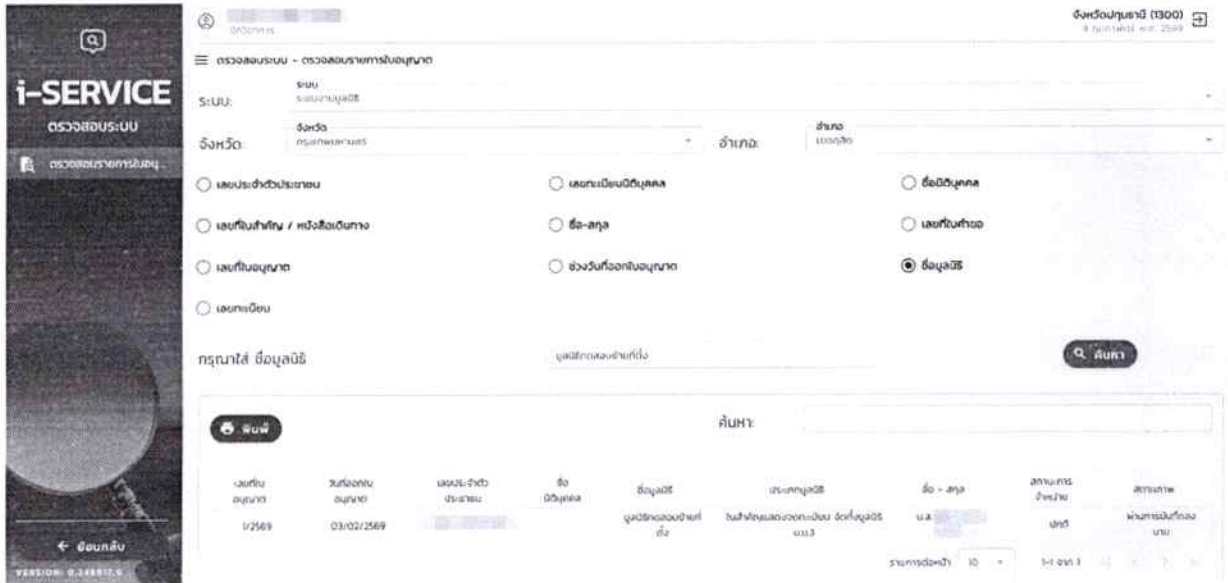 จังหวัดปทุมธานี (1300)
นักวิชาการ
4 กุมภาพันธ์ พ.ศ. 2569
i-SERVICE
ตรวจสอบระบบ
ตรวจสอบรายการใบอนุ...
ตรวจสอบระบบ - ตรวจสอบรายการใบอนุญาต
ระบบ
ระบบ: ระบบงานมูลนิธิ
จังหวัด อำเภอ
จังหวัด: กรุงเทพมหานคร อำเภอ: เขตดุสิต
เลขประจำตัวประชาชน เลขทะเบียนนิติบุคคล ชื่อนิติบุคคล
เลขที่ใบสำคัญ / หนังสือเดินทาง ชื่อ-สกุล เลขที่ใบคำขอ
เลขที่ใบอนุญาต ช่วงวันที่ออกใบอนุญาต ชื่อมูลนิธิ
เลขทะเบียน
กรุณาใส่ ชื่อมูลนิธิ มูลนิธิทดสอบย้ายที่ตั้ง ค้นหา
พิมพ์ ค้นหา:
เลขที่ใบอนุญาต วันที่ออกใบอนุญาต เลขประจำตัวประชาชน ชื่อนิติบุคคล ชื่อมูลนิธิ ประเภทมูลนิธิ ชื่อ - สกุล สถานะการจำหน่าย สถานภาพ
1/2569 03/02/2569 มูลนิธิทดสอบย้ายที่ตั้ง ใบสำคัญแสดงจดทะเบียน จัดตั้งมูลนิธิ ม.น.3 น.ส. ปกติ ผ่านการบันทึกลงนาม
รายการต่อหน้า 10 1-1 จาก 1
ย้อนกลับ